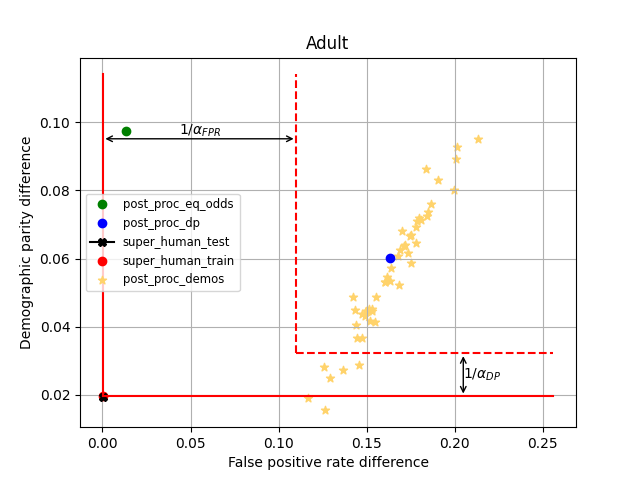 Adult
Demographic parity difference
0.10
0.08
0.06
0.04
0.02
1/α_FPR
post_proc_eq_odds
post_proc_dp
super_human_test
super_human_train
post_proc_demos
1/α_DP
0.00 0.05 0.10 0.15 0.20 0.25
False positive rate difference